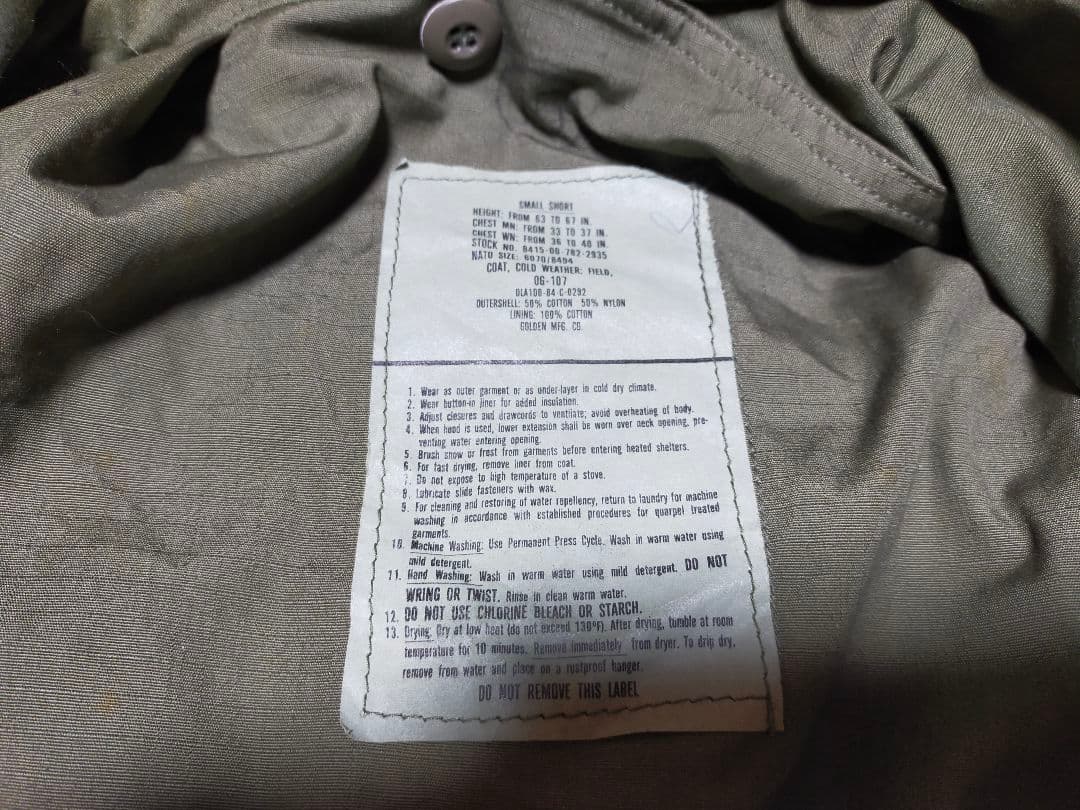 SMALL SHORT
HEIGHT: FROM 63 TO 67 IN.
CHEST MN: FROM 33 TO 37 IN.
CHEST WN: FROM 36 TO 40 IN.
STOCK NO. 8415-00-782-2935
NATO SIZE: 6070/8494
COAT, COLD WEATHER: FIELD,
OG-107
DLA100-84-C-0292
OUTERSHELL: 50% COTTON 50% NYLON
LINING: 100% COTTON
GOLDEN MFG. CO.
1. Wear as outer garment or as under-layer in cold dry climate.
2. Wear button-in liner for added insulation.
3. Adjust closures and drawcords to ventilate; avoid overheating of body.
4. When hood is used, lower extension shall be worn over neck opening, pre-
venting water entering opening.
5. Brush snow or frost from garments before entering heated shelters.
6. For fast drying, remove liner from coat.
7. Do not expose to high temperature of a stove.
8. Lubricate slide fasteners with wax.
9. For cleaning and restoring of water repellency, return to laundry for machine
washing in accordance with established procedures for quarpel treated
garments.
10. Machine Washing: Use Permanent Press Cycle. Wash in warm water using
mild detergent.
11. Hand Washing: Wash in warm water using mild detergent. DO NOT
WRING OR TWIST. Rinse in clean warm water.
12. DO NOT USE CHLORINE BLEACH OR STARCH.
13. Drying: Dry at low heat (do not exceed 130°F). After drying, tumble at room
temperature for 10 minutes. Remove immediately from dryer. To drip dry,
remove from water and place on a rustproof hanger.
DO NOT REMOVE THIS LABEL